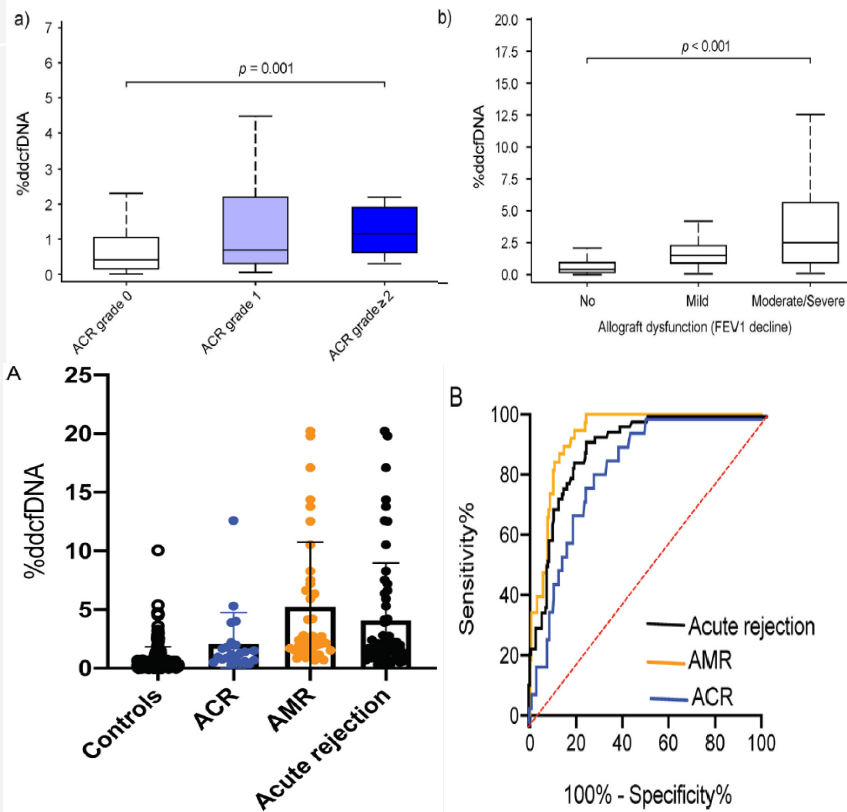 a)
7
6
5
4
3
2
1
0
%ddcfDNA
p = 0.001
ACR grade 0
ACR grade 1
ACR grade ≥2
b)
20.0
17.5
15.0
12.5
10.0
7.5
5.0
2.5
0.0
%ddcfDNA
p < 0.001
No Mild Moderate/Severe
Allograft dysfunction (FEV1 decline)
A
25
20
15
10
5
0
%ddcfDNA
Controls
ACR
AMR
Acute rejection
B
100
80
60
40
20
0
Sensitivity%
Acute rejection
AMR
ACR
0 20 40 60 80 100
100% - Specificity%